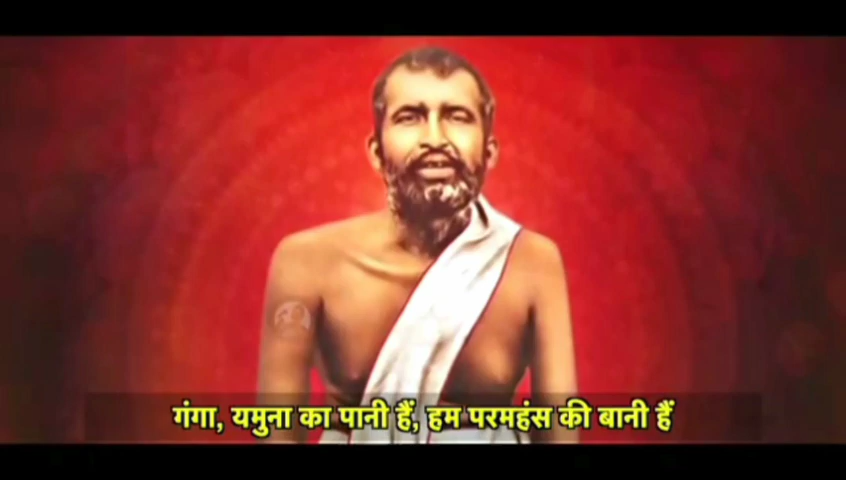 गंगा, यमुना का पानी हैं, हम परमहंस की बानी हैं